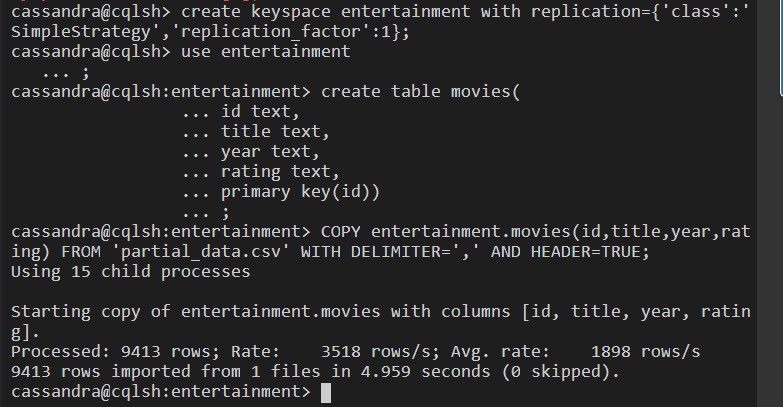 cassandra@cqlsh> create keyspace entertainment with replication={'class':'
SimpleStrategy','replication_factor':1};
cassandra@cqlsh> use entertainment
   ... ;
cassandra@cqlsh:entertainment> create table movies(
                 ... id text,
                 ... title text,
                 ... year text,
                 ... rating text,
                 ... primary key(id))
                 ... ;
cassandra@cqlsh:entertainment> COPY entertainment.movies(id,title,year,rat
ing) FROM 'partial_data.csv' WITH DELIMITER=',' AND HEADER=TRUE;
Using 15 child processes

Starting copy of entertainment.movies with columns [id, title, year, ratin
g].
Processed: 9413 rows; Rate:    3518 rows/s; Avg. rate:    1898 rows/s
9413 rows imported from 1 files in 4.959 seconds (0 skipped).
cassandra@cqlsh:entertainment>